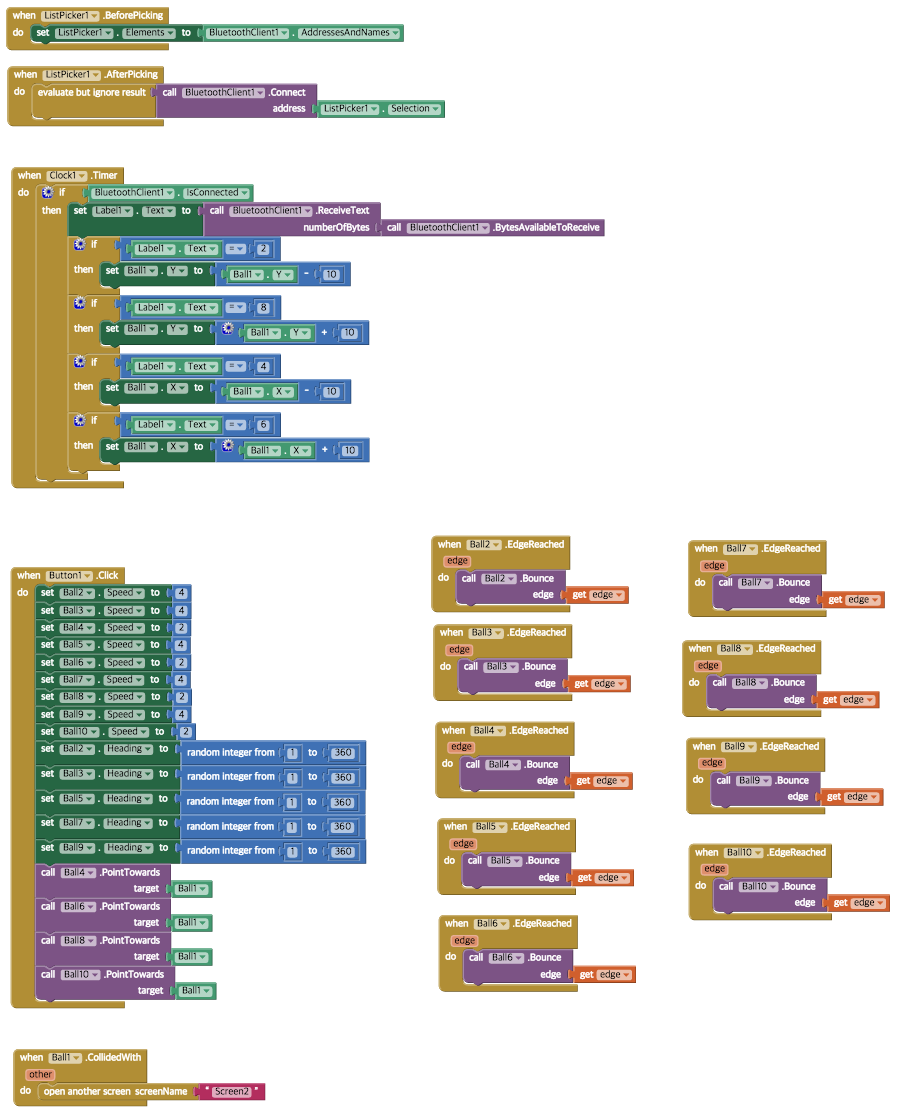 when ListPicker1 .BeforePicking
do set ListPicker1 . Elements to BluetoothClient1 . AddressesAndNames
when ListPicker1 .AfterPicking
do evaluate but ignore result call BluetoothClient1 .Connect
address ListPicker1 . Selection
when Clock1 .Timer
do if BluetoothClient1 . IsConnected
then set Label1 . Text to call BluetoothClient1 .ReceiveText
numberOfBytes call BluetoothClient1 .BytesAvailableToReceive
if Label1 . Text = 2
then set Ball1 . Y to Ball1 . Y - 10
if Label1 . Text = 8
then set Ball1 . Y to Ball1 . Y + 10
if Label1 . Text = 4
then set Ball1 . X to Ball1 . X - 10
if Label1 . Text = 6
then set Ball1 . X to Ball1 . X + 10
when Button1 .Click
do set Ball2 . Speed to 4
set Ball3 . Speed to 4
set Ball4 . Speed to 2
set Ball5 . Speed to 4
set Ball6 . Speed to 2
set Ball7 . Speed to 4
set Ball8 . Speed to 2
set Ball9 . Speed to 4
set Ball10 . Speed to 2
set Ball2 . Heading to random integer from 1 to 360
set Ball3 . Heading to random integer from 1 to 360
set Ball5 . Heading to random integer from 1 to 360
set Ball7 . Heading to random integer from 1 to 360
set Ball9 . Heading to random integer from 1 to 360
call Ball4 .PointTowards
target Ball1
call Ball6 .PointTowards
target Ball1
call Ball8 .PointTowards
target Ball1
call Ball10 .PointTowards
target Ball1
when Ball2 .EdgeReached
edge
do call Ball2 .Bounce
edge get edge
when Ball3 .EdgeReached
edge
do call Ball3 .Bounce
edge get edge
when Ball4 .EdgeReached
edge
do call Ball4 .Bounce
edge get edge
when Ball5 .EdgeReached
edge
do call Ball5 .Bounce
edge get edge
when Ball6 .EdgeReached
edge
do call Ball6 .Bounce
edge get edge
when Ball7 .EdgeReached
edge
do call Ball7 .Bounce
edge get edge
when Ball8 .EdgeReached
edge
do call Ball8 .Bounce
edge get edge
when Ball9 .EdgeReached
edge
do call Ball9 .Bounce
edge get edge
when Ball10 .EdgeReached
edge
do call Ball10 .Bounce
edge get edge
when Ball1 .CollidedWith
other
do open another screen screenName " Screen2 "